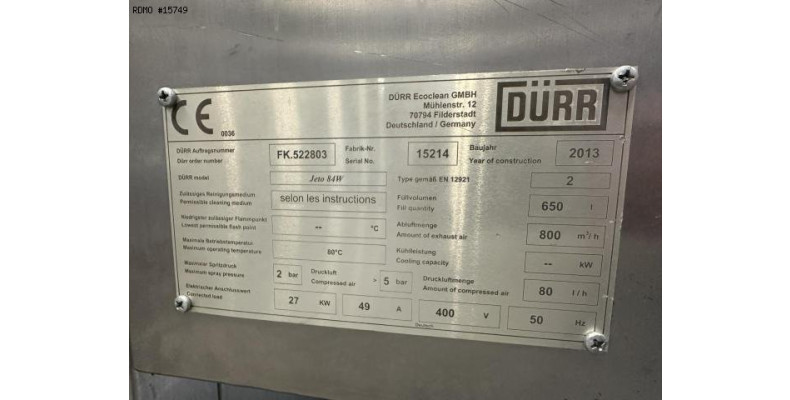 RDMO #15749
CE 0036
DÜRR Ecoclean GMBH
Mühlenstr. 12
70794 Filderstadt
Deutschland / Germany
DÜRR
DÜRR Auftragsnummer
Dürr order number
FK.522803
Fabrik-Nr.
Serial No.
15214
Baujahr
Year of construction
2013
DÜRR model
Jeto 84W
Type gemäß EN 12921
2
Zulässiges Reinigungsmedium
Permissible cleaning medium
selon les instructions
Füllvolumen
Fill quantity
650 l
Niedrigster zulässiger Flammpunkt
Lowest permissible flash point
-- °C
Abluftmenge
Amount of exhaust air
800 m³/h
Maximale Betriebstemperatur
Maximum operating temperature
60°C
Kühlleistung
Cooling capacity
-- kW
Maximaler Spritzdruck
Maximum spray pressure
2 bar
Druckluft
Compressed air
> 5 bar
Druckluftmenge
Amount of compressed air
80 l/h
Elektrischer Anschlusswert
Connected load
27 KW
49 A
400 V
50 Hz
Deutsch